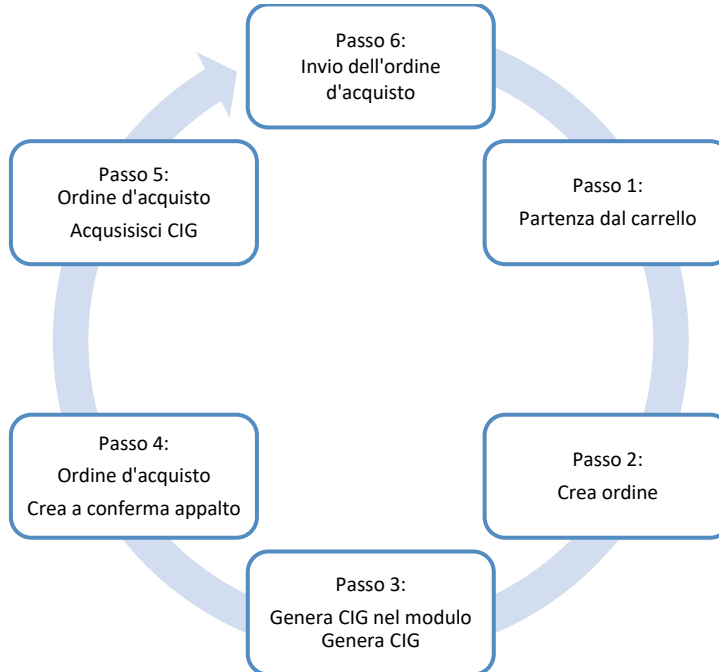 Passo 6:
Invio dell'ordine
d'acquisto
Passo 1:
Partenza dal carrello
Passo 2:
Crea ordine
Passo 3:
Genera CIG nel modulo
Genera CIG
Passo 4:
Ordine d'acquisto
Crea a conferma appalto
Passo 5:
Ordine d'acquisto
Acqusisisci CIG